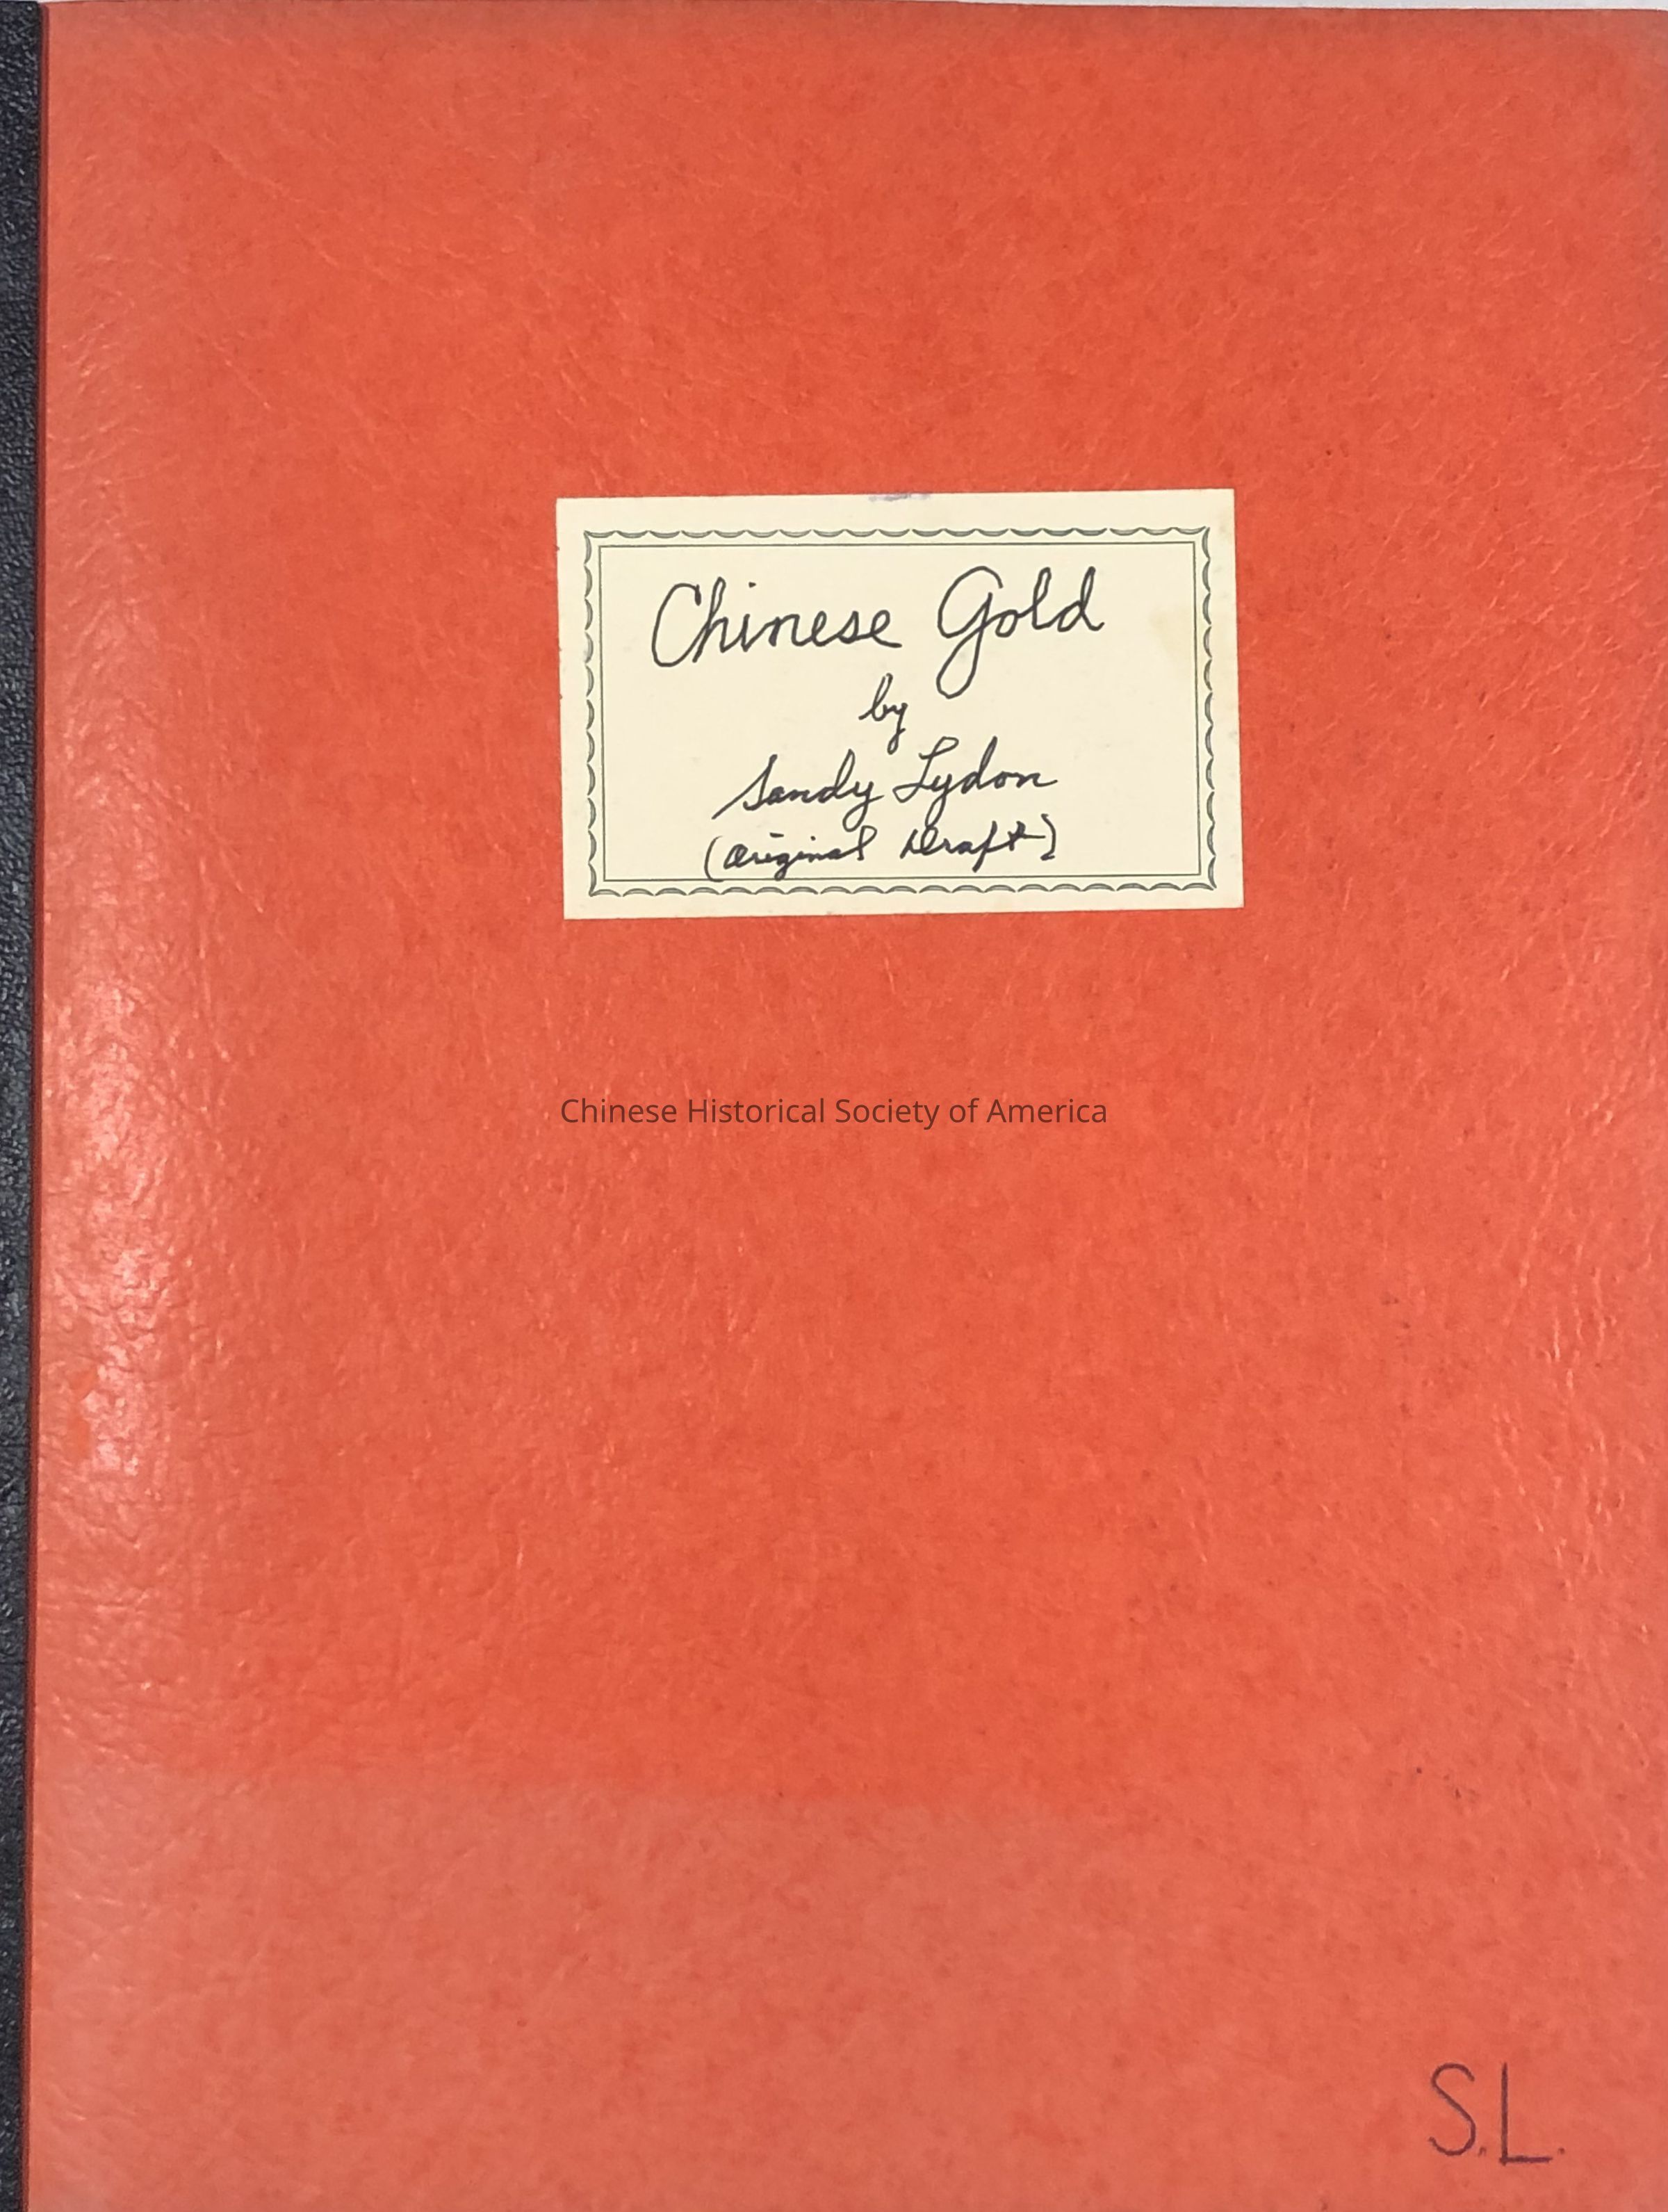 Chinese Gold
by
Sandy Lydon
(Original Draft)
Chinese Historical Society of America
S.L.